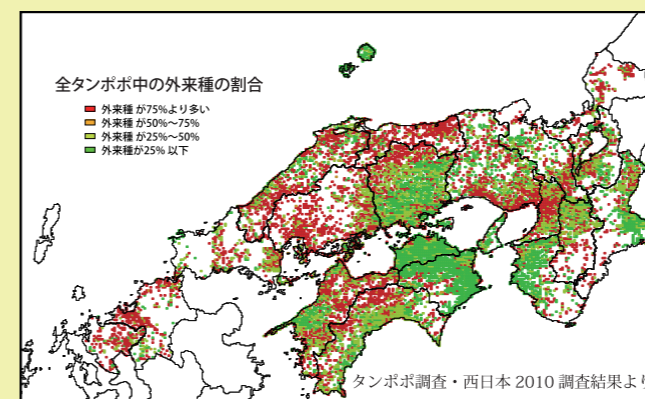 全タンポポ中の外来種の割合
外来種 が75%より多い
外来種 が50%〜75%
外来種 が25%〜50%
外来種が25% 以下
タンポポ調査・西日本 2010 調査結果より